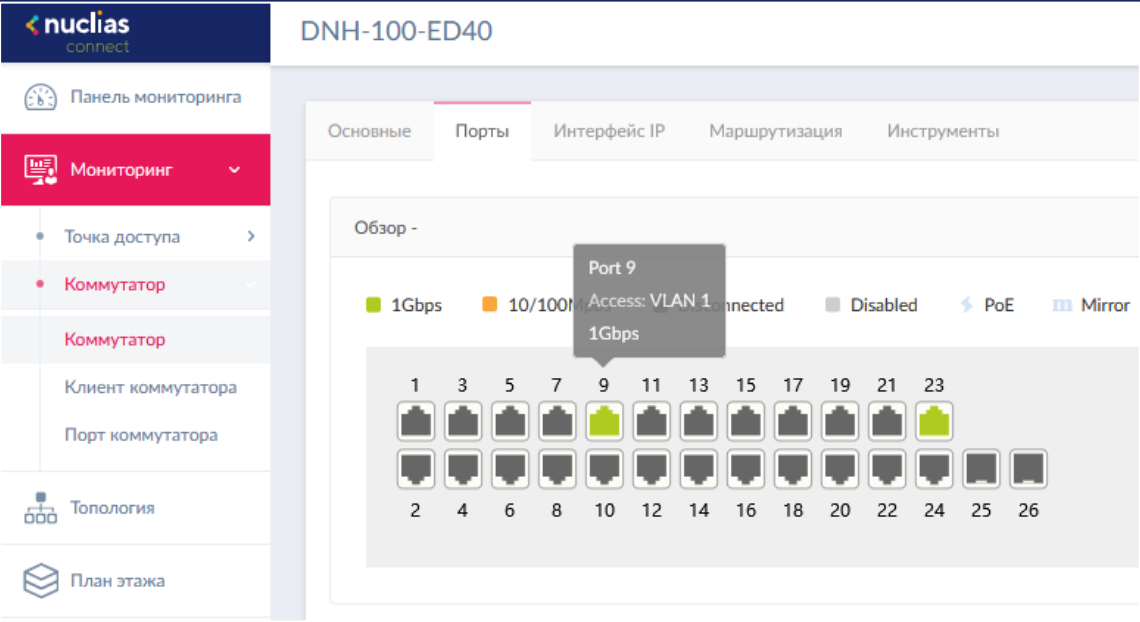 nuclias
connect
DNH-100-ED40
Панель мониторинга
Мониторинг
Точка доступа
Коммутатор
Коммутатор
Клиент коммутатора
Порт коммутатора
Топология
План этажа
Основные Порты Интерфейс IP Маршрутизация Инструменты
Обзор -
Port 9
Access: VLAN 1
1Gbps
1Gbps 10/100Mbps Disconnected Disabled PoE m Mirror
1 3 5 7 9 11 13 15 17 19 21 23
2 4 6 8 10 12 14 16 18 20 22 24 25 26